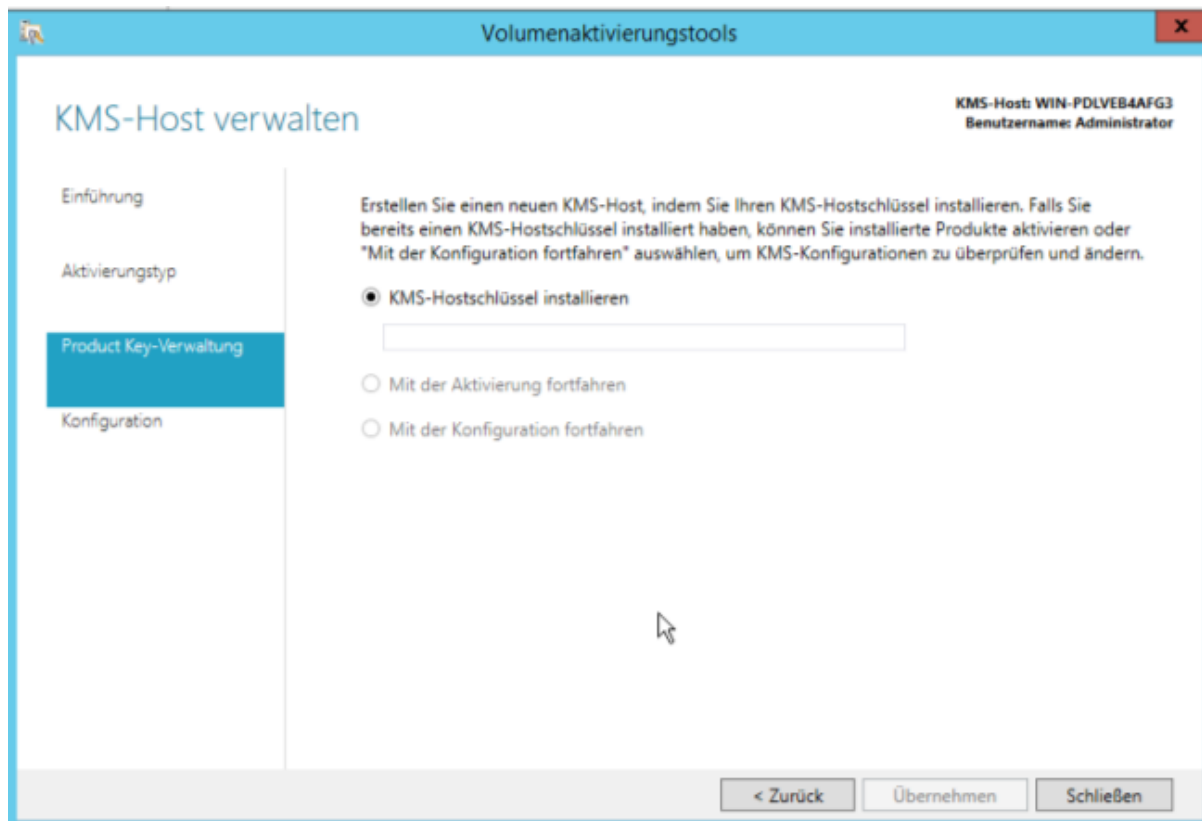 Volumenaktivierungstools
x
KMS-Host verwalten
KMS-Host: WIN-PDLVEB4AFG3
Benutzername: Administrator
Einführung
Aktivierungstyp
Product Key-Verwaltung
Konfiguration
Erstellen Sie einen neuen KMS-Host, indem Sie Ihren KMS-Hostschlüssel installieren. Falls Sie
bereits einen KMS-Hostschlüssel installiert haben, können Sie installierte Produkte aktivieren oder
"Mit der Konfiguration fortfahren" auswählen, um KMS-Konfigurationen zu überprüfen und ändern.
KMS-Hostschlüssel installieren
Mit der Aktivierung fortfahren
Mit der Konfiguration fortfahren
< Zurück
Übernehmen
Schließen